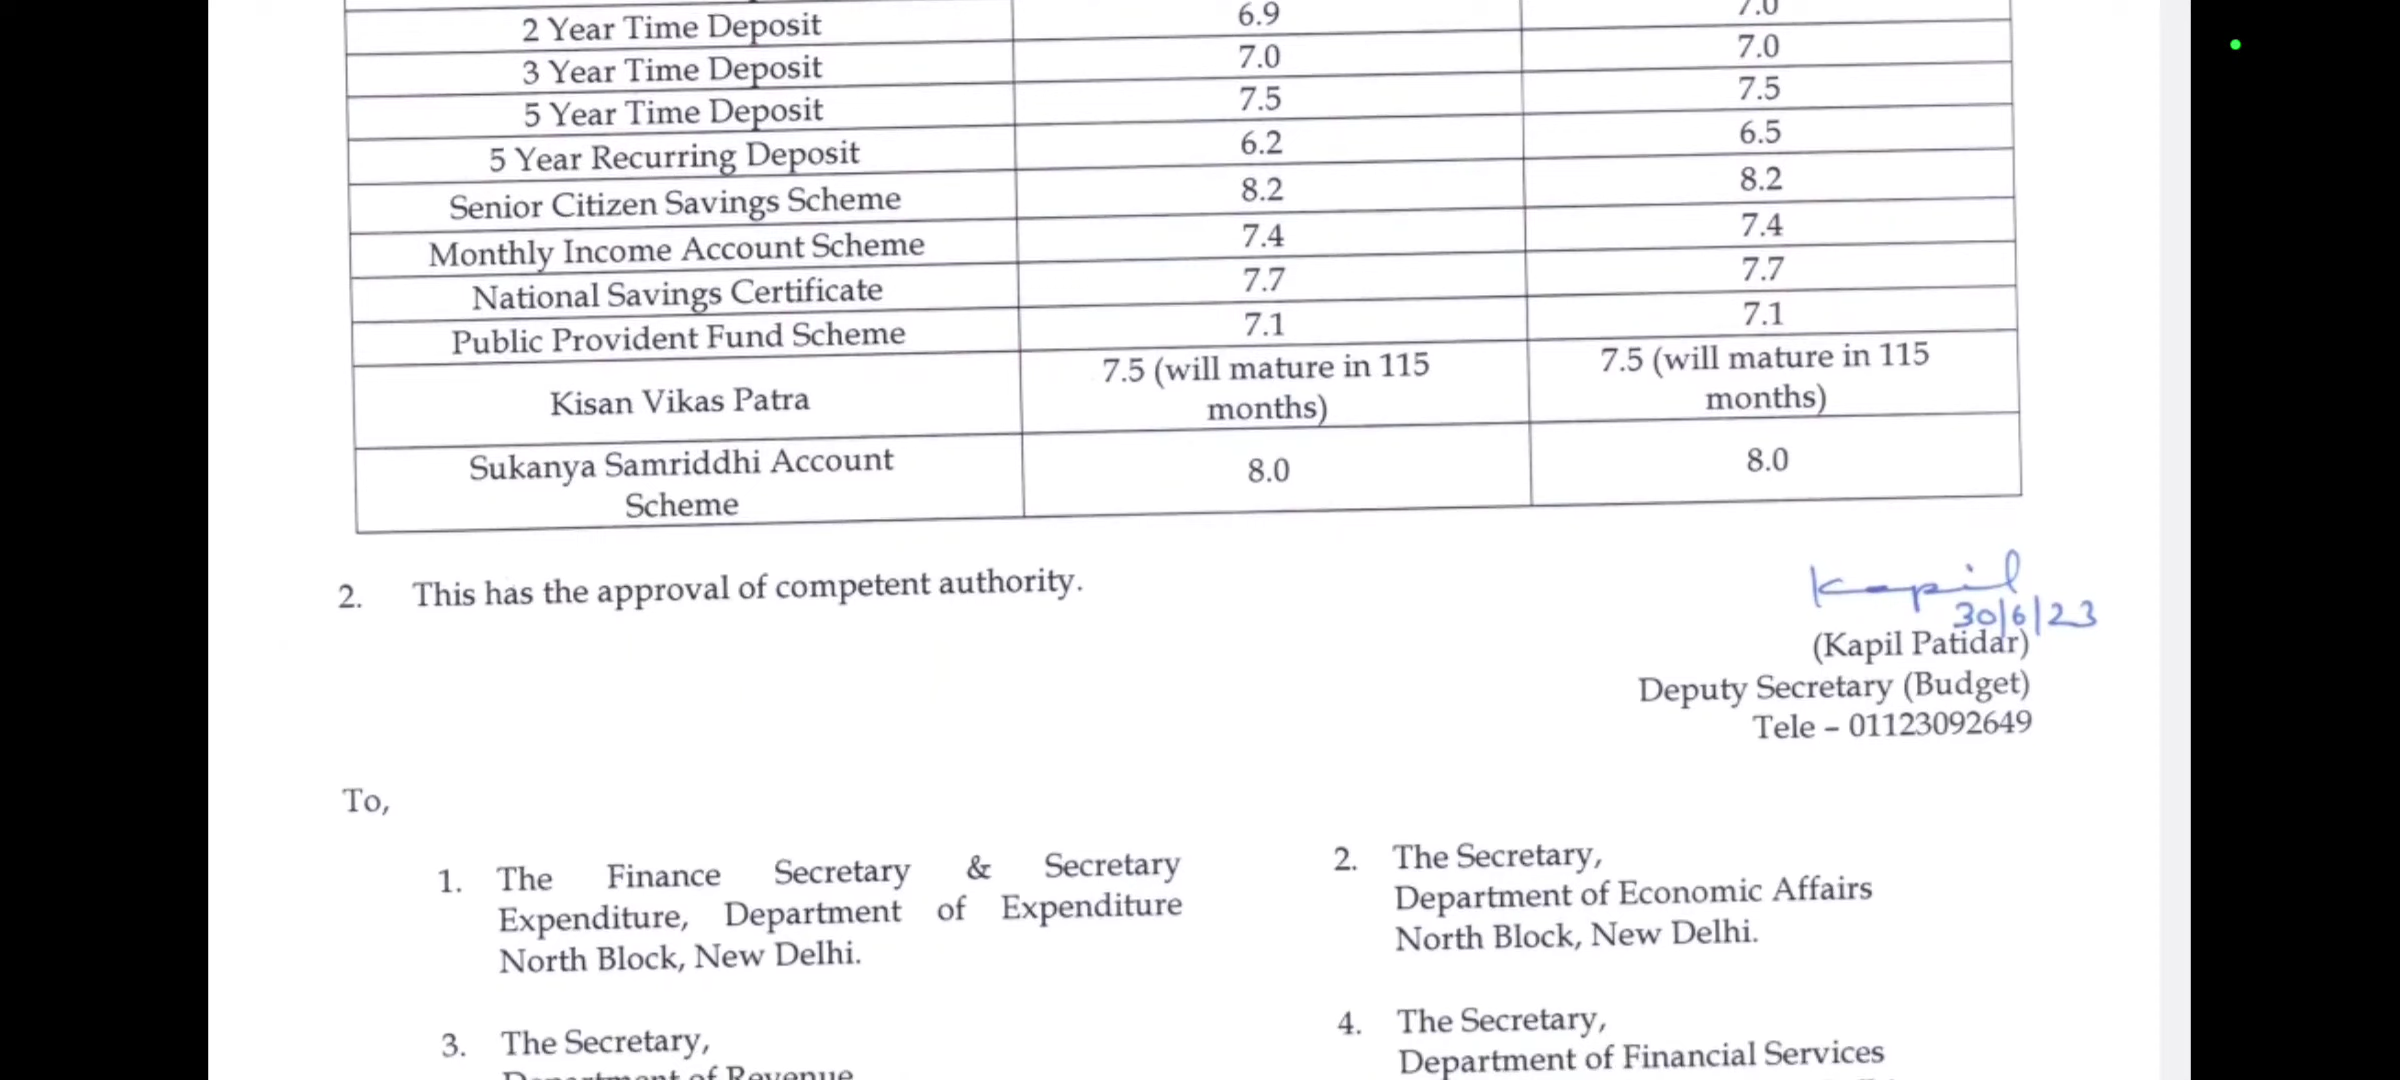 2 Year Time Deposit 6.9 7.0
3 Year Time Deposit 7.0 7.0
5 Year Time Deposit 7.5 7.5
5 Year Recurring Deposit 6.2 6.5
Senior Citizen Savings Scheme 8.2 8.2
Monthly Income Account Scheme 7.4 7.4
National Savings Certificate 7.7 7.7
Public Provident Fund Scheme 7.1 7.1
Kisan Vikas Patra 7.5 (will mature in 115 months) 7.5 (will mature in 115 months)
Sukanya Samriddhi Account Scheme 8.0 8.0
2. This has the approval of competent authority.
Kapil
30/6/23
(Kapil Patidar)
Deputy Secretary (Budget)
Tele – 01123092649
To,
1. The Finance Secretary & Secretary
Expenditure, Department of Expenditure
North Block, New Delhi.
2. The Secretary,
Department of Economic Affairs
North Block, New Delhi.
3. The Secretary,
Department of Revenue
4. The Secretary,
Department of Financial Services